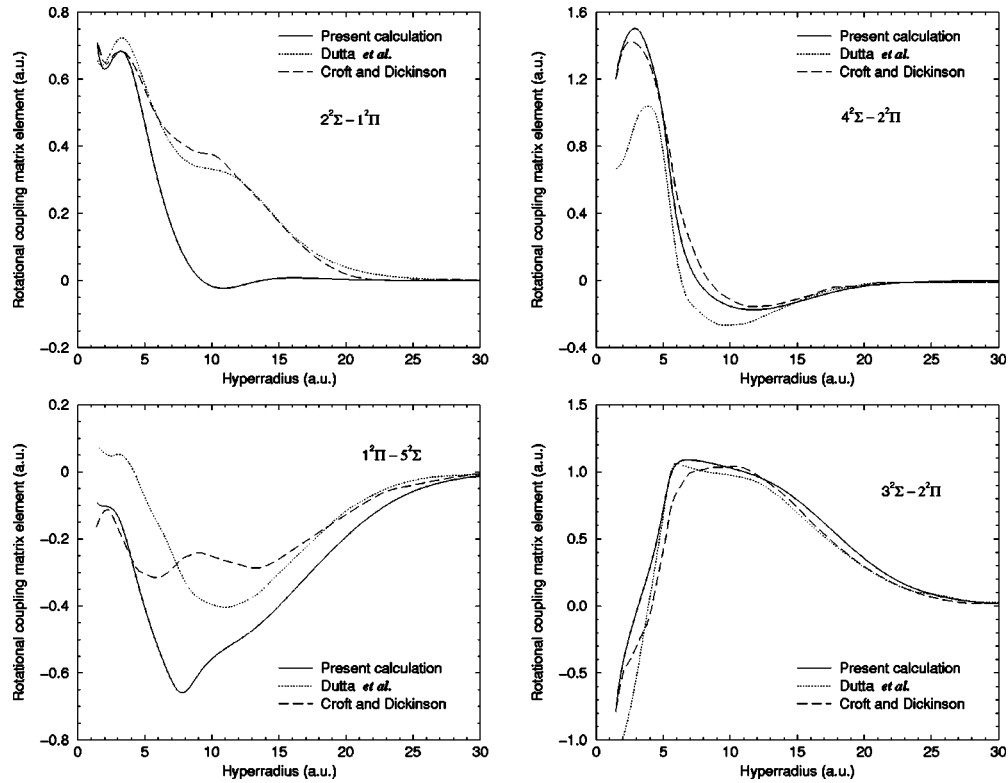 Rotational coupling matrix element (a.u.)
0.8
0.6
0.4
0.2
0
−0.2
Present calculation
Dutta et al.
Croft and Dickinson
2²Σ − 1²Π
0 5 10 15 20 25 30
Hyperradius (a.u.)
Rotational coupling matrix element (a.u.)
1.6
1.2
0.8
0.4
0
−0.4
Present calculation
Dutta et al.
Croft and Dickinson
4²Σ − 2²Π
0 5 10 15 20 25 30
Hyperradius (a.u.)
Rotational coupling matrix element (a.u.)
0.2
0
−0.2
−0.4
−0.6
−0.8
1²Π − 5²Σ
Present calculation
Dutta et al.
Croft and Dickinson
0 5 10 15 20 25 30
Hyperradius (a.u.)
Rotational coupling matrix element (a.u.)
1.5
1.0
0.5
0.0
−0.5
−1.0
3²Σ − 2²Π
Present calculation
Dutta et al.
Croft and Dickinson
0 5 10 15 20 25 30
Hyperradius (a.u.)